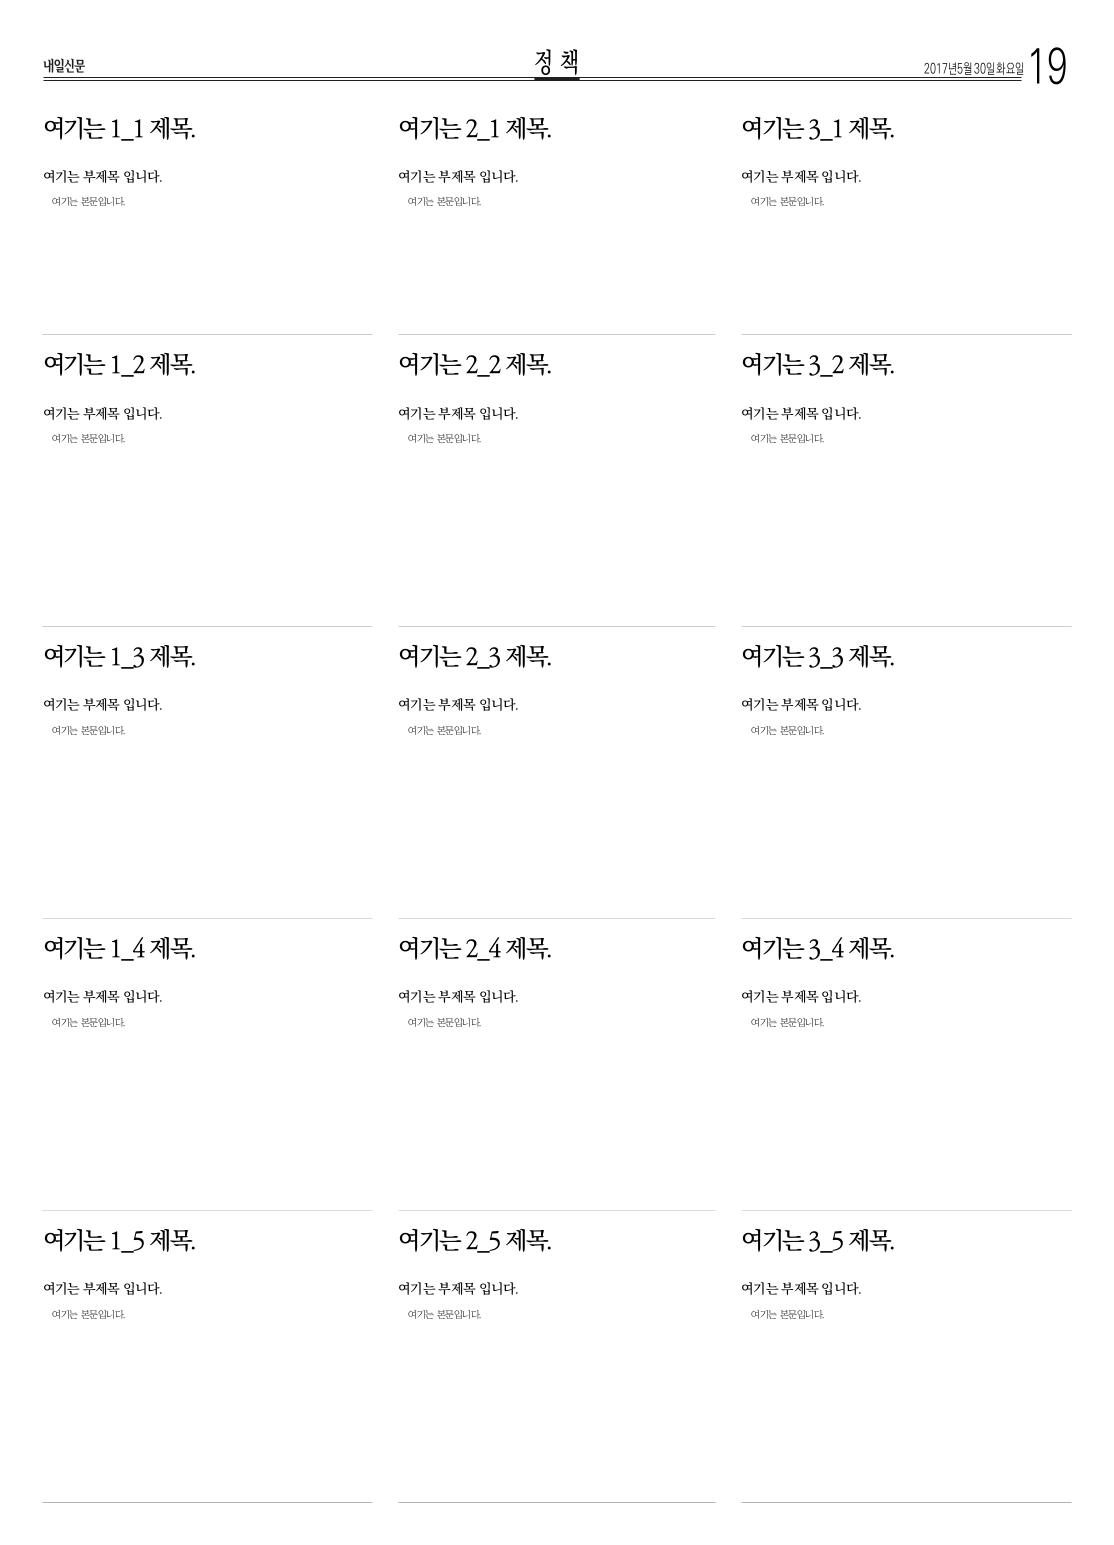 내일신문
정 책
2017년5월 30일 화요일
19
여기는 1_1 제목.
여기는 부제목 입니다.
여기는 본문입니다.
여기는 1_2 제목.
여기는 부제목 입니다.
여기는 본문입니다.
여기는 1_3 제목.
여기는 부제목 입니다.
여기는 본문입니다.
여기는 1_4 제목.
여기는 부제목 입니다.
여기는 본문입니다.
여기는 1_5 제목.
여기는 부제목 입니다.
여기는 본문입니다.
여기는 2_1 제목.
여기는 부제목 입니다.
여기는 본문입니다.
여기는 2_2 제목.
여기는 부제목 입니다.
여기는 본문입니다.
여기는 2_3 제목.
여기는 부제목 입니다.
여기는 본문입니다.
여기는 2_4 제목.
여기는 부제목 입니다.
여기는 본문입니다.
여기는 2_5 제목.
여기는 부제목 입니다.
여기는 본문입니다.
여기는 3_1 제목.
여기는 부제목 입니다.
여기는 본문입니다.
여기는 3_2 제목.
여기는 부제목 입니다.
여기는 본문입니다.
여기는 3_3 제목.
여기는 부제목 입니다.
여기는 본문입니다.
여기는 3_4 제목.
여기는 부제목 입니다.
여기는 본문입니다.
여기는 3_5 제목.
여기는 부제목 입니다.
여기는 본문입니다.